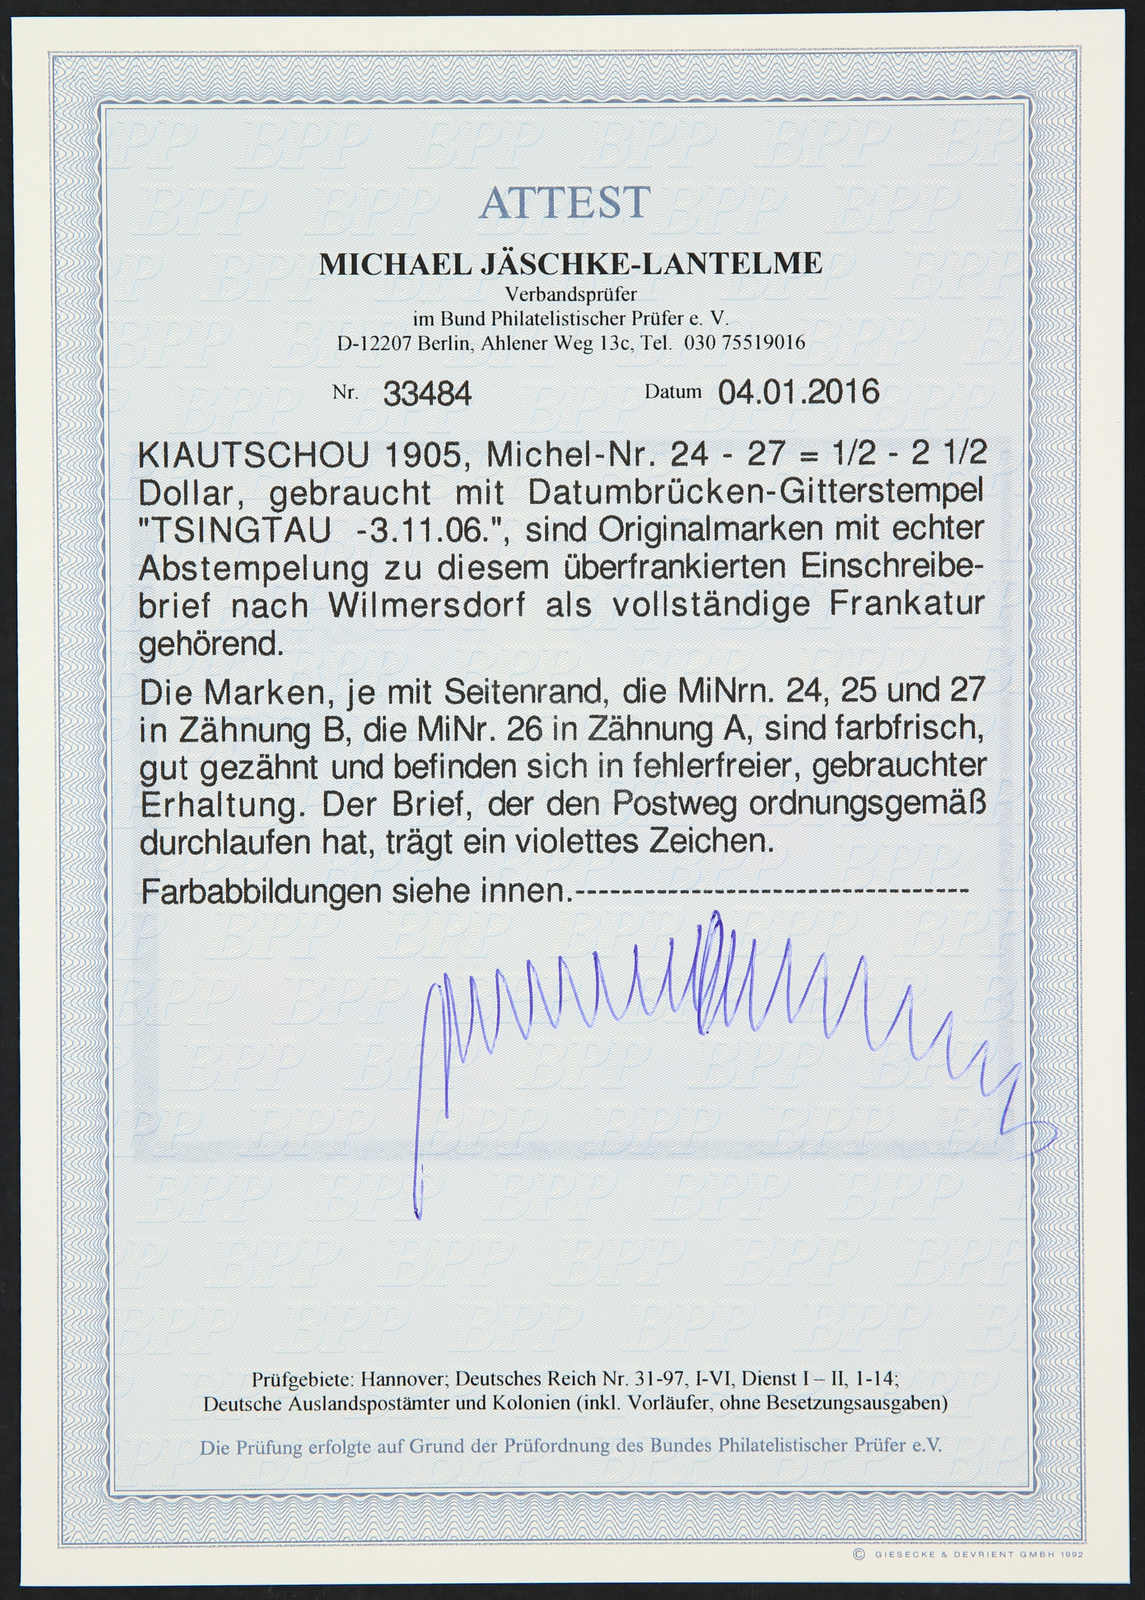 ATTEST
MICHAEL JÄSCHKE-LANTELME
Verbandsprüfer
im Bund Philatelistischer Prüfer e. V.
D-12207 Berlin, Ahlener Weg 13c, Tel. 030 75519016
Nr. 33484 Datum 04.01.2016
KIAUTSCHOU 1905, Michel-Nr. 24 - 27 = 1/2 - 2 1/2
Dollar, gebraucht mit Datumbrücken-Gitterstempel
"TSINGTAU -3.11.06.", sind Originalmarken mit echter
Abstempelung zu diesem überfrankierten Einschreibe-
brief nach Wilmersdorf als vollständige Frankatur
gehörend.
Die Marken, je mit Seitenrand, die MiNrn. 24, 25 und 27
in Zähnung B, die MiNr. 26 in Zähnung A, sind farbfrisch,
gut gezähnt und befinden sich in fehlerfreier, gebrauchter
Erhaltung. Der Brief, der den Postweg ordnungsgemäß
durchlaufen hat, trägt ein violettes Zeichen.
Farbabbildungen siehe innen.-----------------------------------
Prüfgebiete: Hannover; Deutsches Reich Nr. 31-97, I-VI, Dienst I – II, 1-14;
Deutsche Auslandspostämter und Kolonien (inkl. Vorläufer, ohne Besetzungsausgaben)
Die Prüfung erfolgte auf Grund der Prüfordnung des Bundes Philatelistischer Prüfer e.V.
© GIESECKE & DEVRIENT GMBH 1992